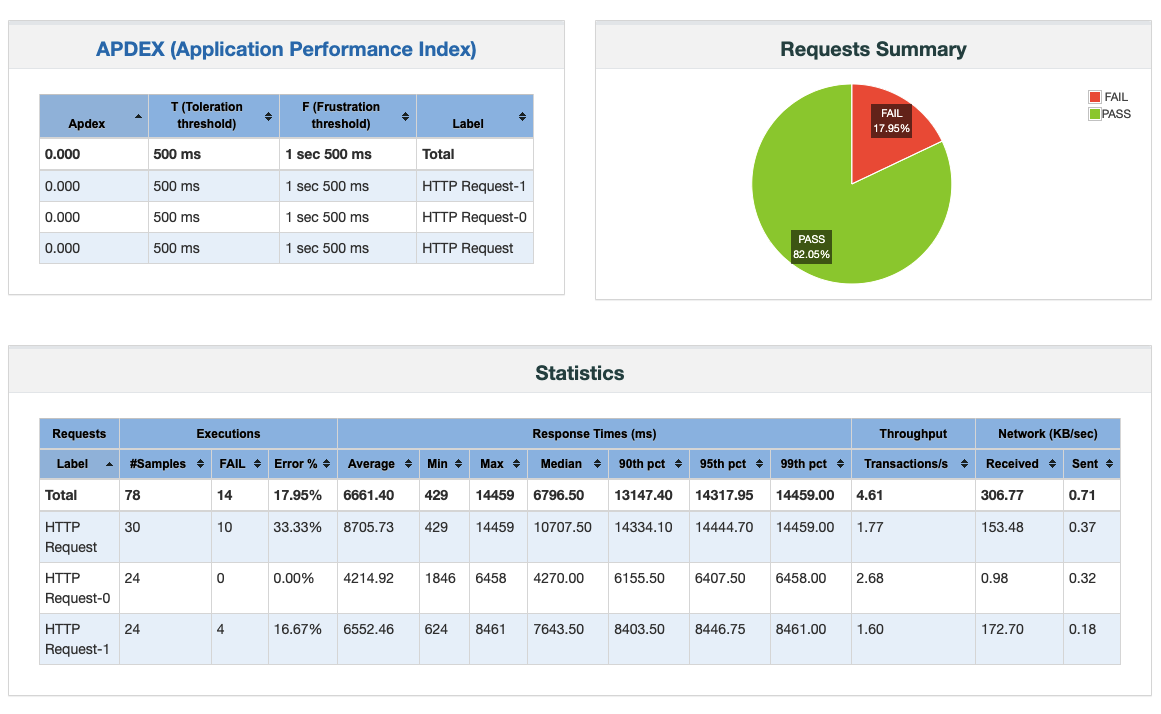 APDEX (Application Performance Index)
Apdex T (Toleration threshold) F (Frustration threshold) Label
0.000 500 ms 1 sec 500 ms Total
0.000 500 ms 1 sec 500 ms HTTP Request-1
0.000 500 ms 1 sec 500 ms HTTP Request-0
0.000 500 ms 1 sec 500 ms HTTP Request
Requests Summary
FAIL
PASS
FAIL
17.95%
PASS
82.05%
Statistics
Requests Executions Response Times (ms) Throughput Network (KB/sec)
Label #Samples FAIL Error % Average Min Max Median 90th pct 95th pct 99th pct Transactions/s Received Sent
Total 78 14 17.95% 6661.40 429 14459 6796.50 13147.40 14317.95 14459.00 4.61 306.77 0.71
HTTP Request 30 10 33.33% 8705.73 429 14459 10707.50 14334.10 14444.70 14459.00 1.77 153.48 0.37
HTTP Request-0 24 0 0.00% 4214.92 1846 6458 4270.00 6155.50 6407.50 6458.00 2.68 0.98 0.32
HTTP Request-1 24 4 16.67% 6552.46 624 8461 7643.50 8403.50 8446.75 8461.00 1.60 172.70 0.18